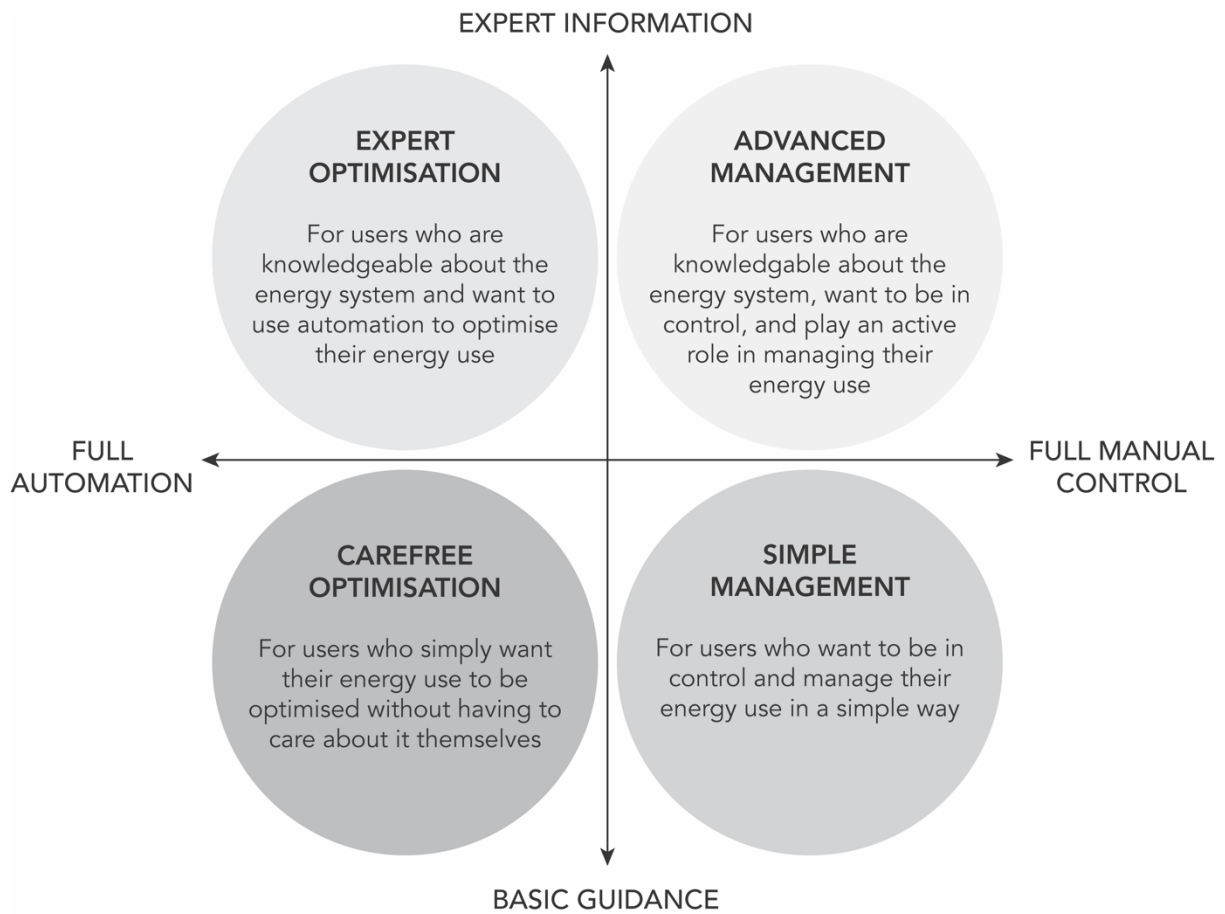 EXPERT INFORMATION
EXPERT
OPTIMISATION
For users who are
knowledgeable about the
energy system and want to
use automation to optimise
their energy use
ADVANCED
MANAGEMENT
For users who are
knowledgable about the
energy system, want to be in
control, and play an active
role in managing their
energy use
FULL
AUTOMATION
FULL MANUAL
CONTROL
CAREFREE
OPTIMISATION
For users who simply want
their energy use to be
optimised without having to
care about it themselves
SIMPLE
MANAGEMENT
For users who want to be in
control and manage their
energy use in a simple way
BASIC GUIDANCE